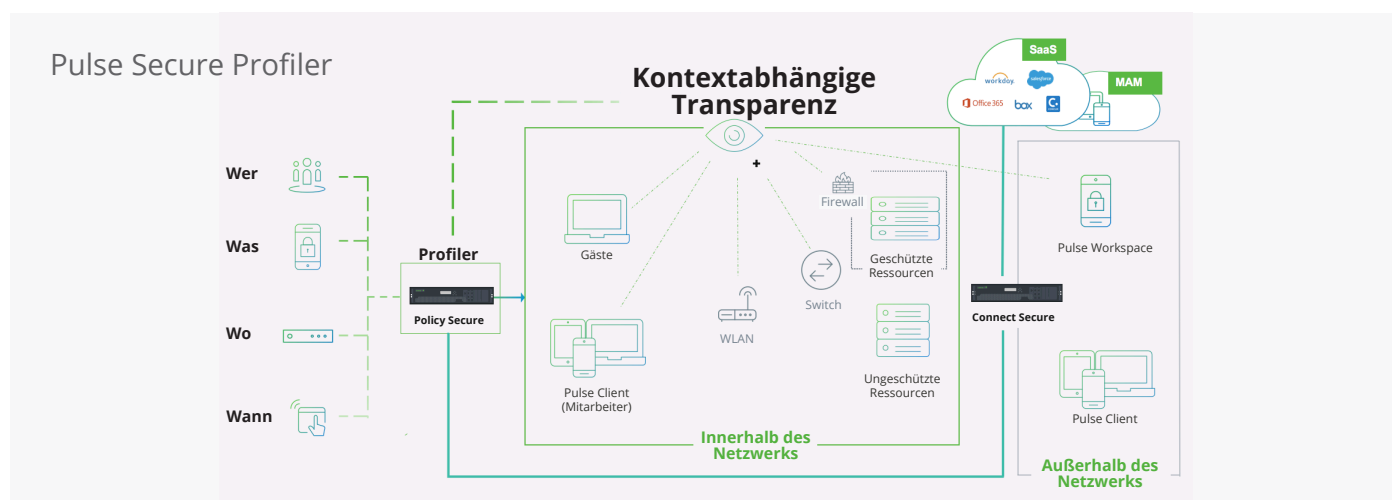 Pulse Secure Profiler
Kontextabhängige
Transparenz
SaaS
workday.
salesforce
Office 365
box
C
MAM
Wer
Was
Wo
Wann
Profiler
Policy Secure
Gäste
Pulse Client
(Mitarbeiter)
WLAN
Switch
Firewall
Geschützte
Ressourcen
Ungeschützte
Ressourcen
Innerhalb des
Netzwerks
Connect Secure
Pulse Workspace
Pulse Client
Außerhalb des
Netzwerks